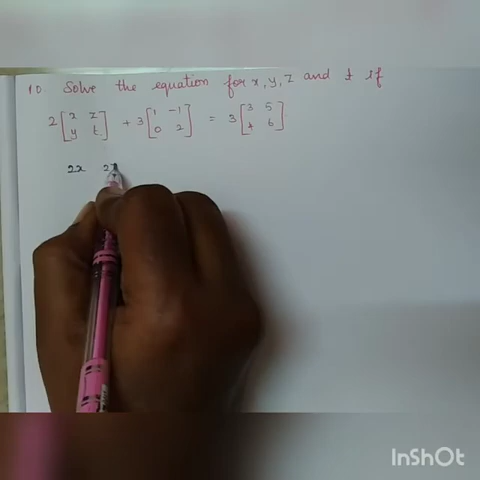 10. Solve the equation for x, y, z and t if
2 [x z + 3 [1 -1 = 3 [3 5
y t] 0 2] 4 6]
2x 2z
InShOt